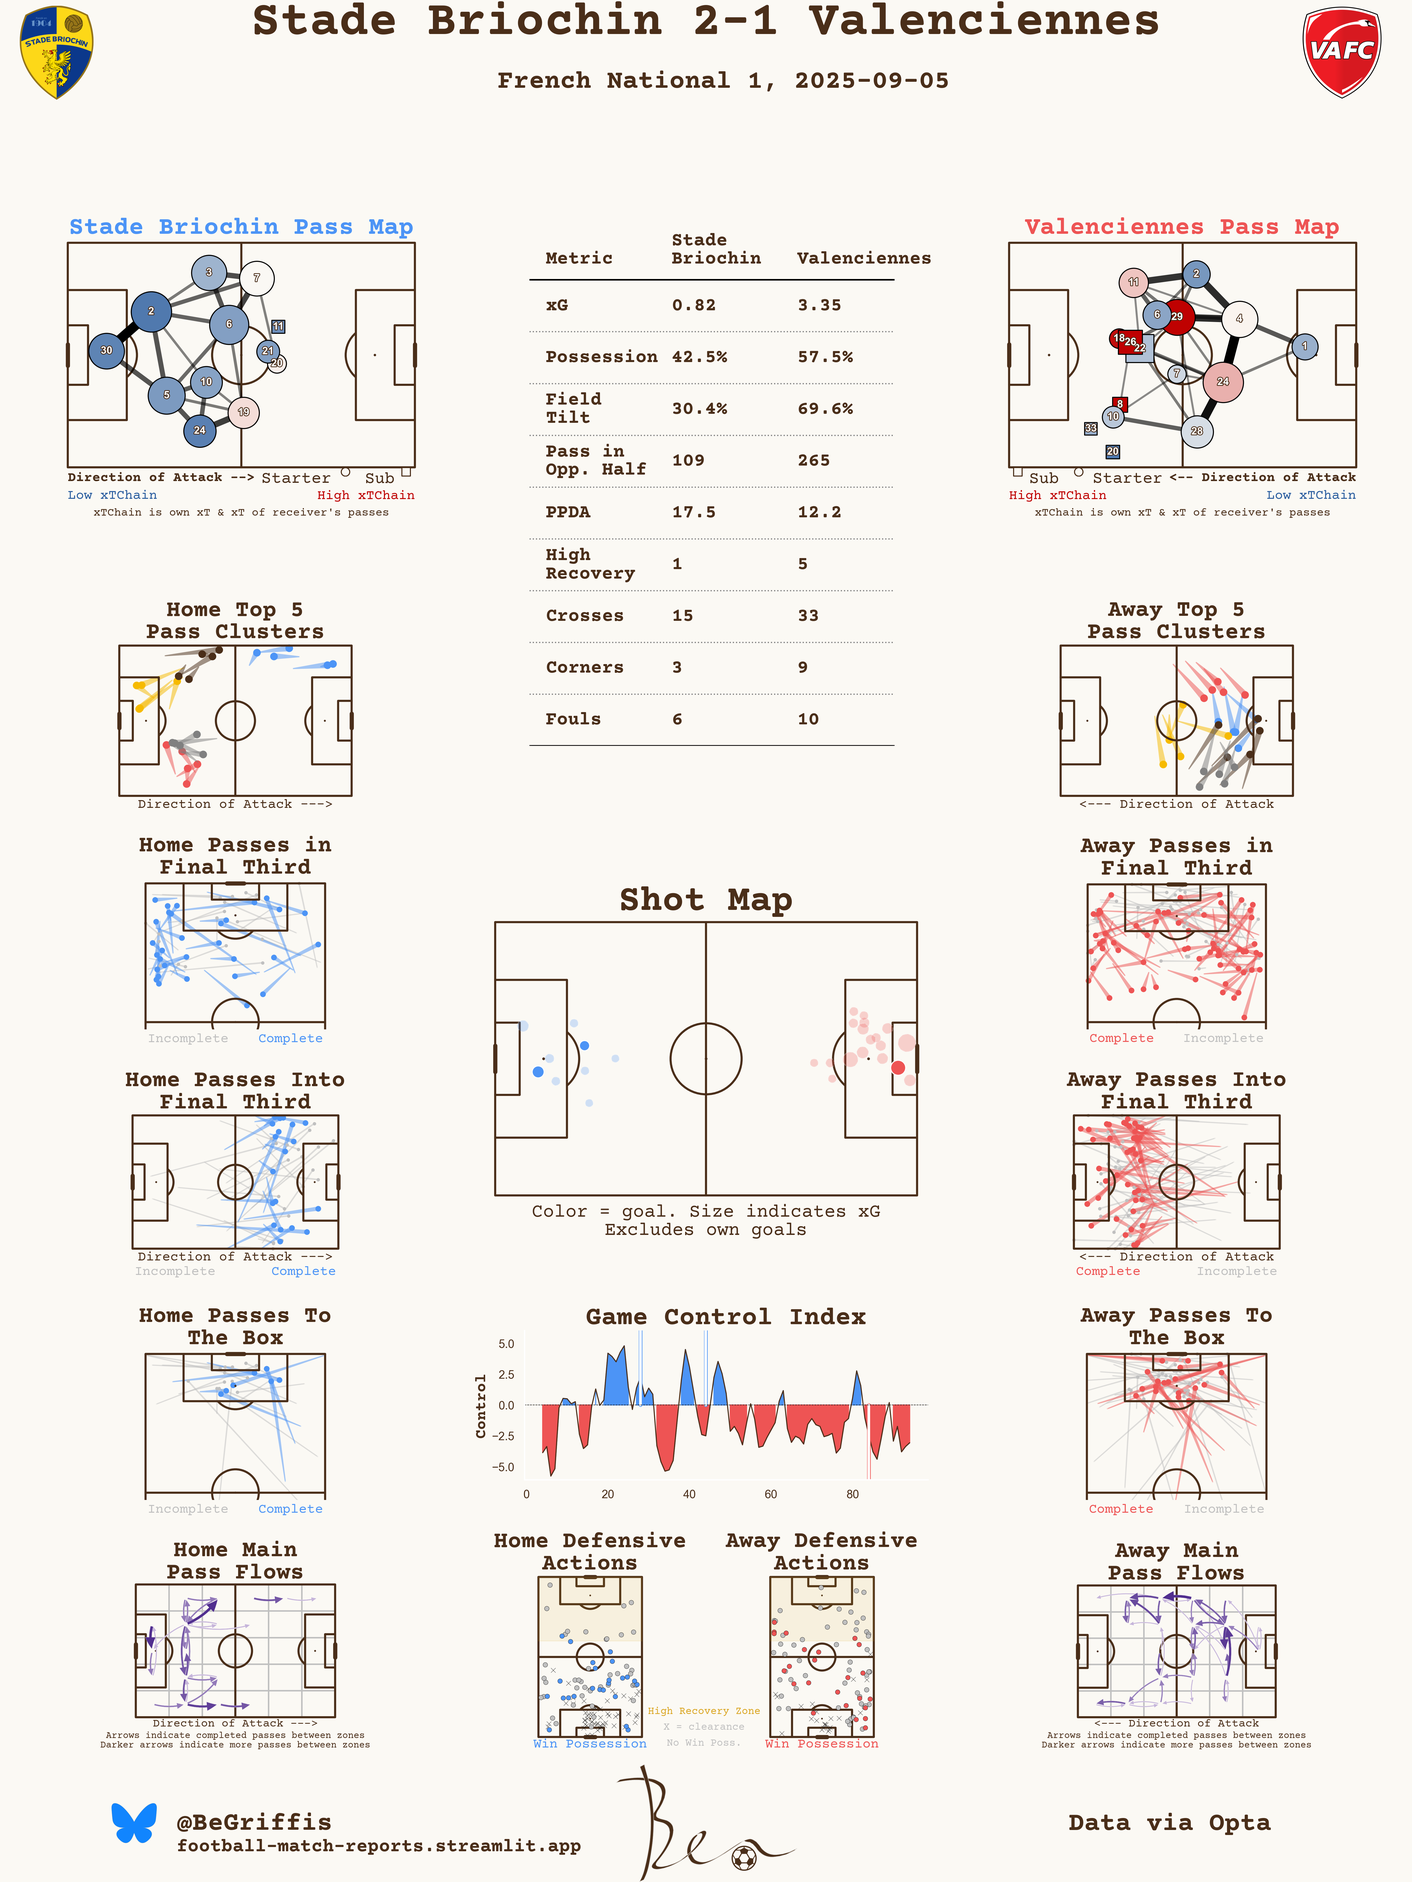 Stade Briochin 2-1 Valenciennes
French National 1, 2025-09-05
1904
STADE BRIOCHIN
VAFC
Stade Briochin Pass Map
3
7
2
6
11
30
21
20
10
5
19
24
Direction of Attack --> Starter Sub
Low xTChain High xTChain
xTChain is own xT & xT of receiver's passes
Metric Stade Briochin Valenciennes
xG 0.82 3.35
Possession 42.5% 57.5%
Field Tilt 30.4% 69.6%
Pass in Opp. Half 109 265
PPDA 17.5 12.2
High Recovery 1 5
Crosses 15 33
Corners 3 9
Fouls 6 10
Valenciennes Pass Map
11
2
6
29
4
18
26
22
1
7
24
8
10
33
28
20
Sub Starter <-- Direction of Attack
High xTChain Low xTChain
xTChain is own xT & xT of receiver's passes
Home Top 5
Pass Clusters
Direction of Attack --->
Away Top 5
Pass Clusters
<--- Direction of Attack
Home Passes in
Final Third
Incomplete Complete
Away Passes in
Final Third
Complete Incomplete
Shot Map
Color = goal. Size indicates xG
Excludes own goals
Home Passes Into
Final Third
Direction of Attack --->
Incomplete Complete
Away Passes Into
Final Third
<--- Direction of Attack
Complete Incomplete
Home Passes To
The Box
Incomplete Complete
Game Control Index
Control
5.0
2.5
0.0
−2.5
−5.0
0 20 40 60 80
Away Passes To
The Box
Complete Incomplete
Home Main
Pass Flows
Direction of Attack --->
Arrows indicate completed passes between zones
Darker arrows indicate more passes between zones
Home Defensive
Actions
Win Possession
High Recovery Zone
X = clearance
No Win Poss.
Away Defensive
Actions
Win Possession
Away Main
Pass Flows
<--- Direction of Attack
Arrows indicate completed passes between zones
Darker arrows indicate more passes between zones
@BeGriffis
football-match-reports.streamlit.app
Ben
Data via Opta